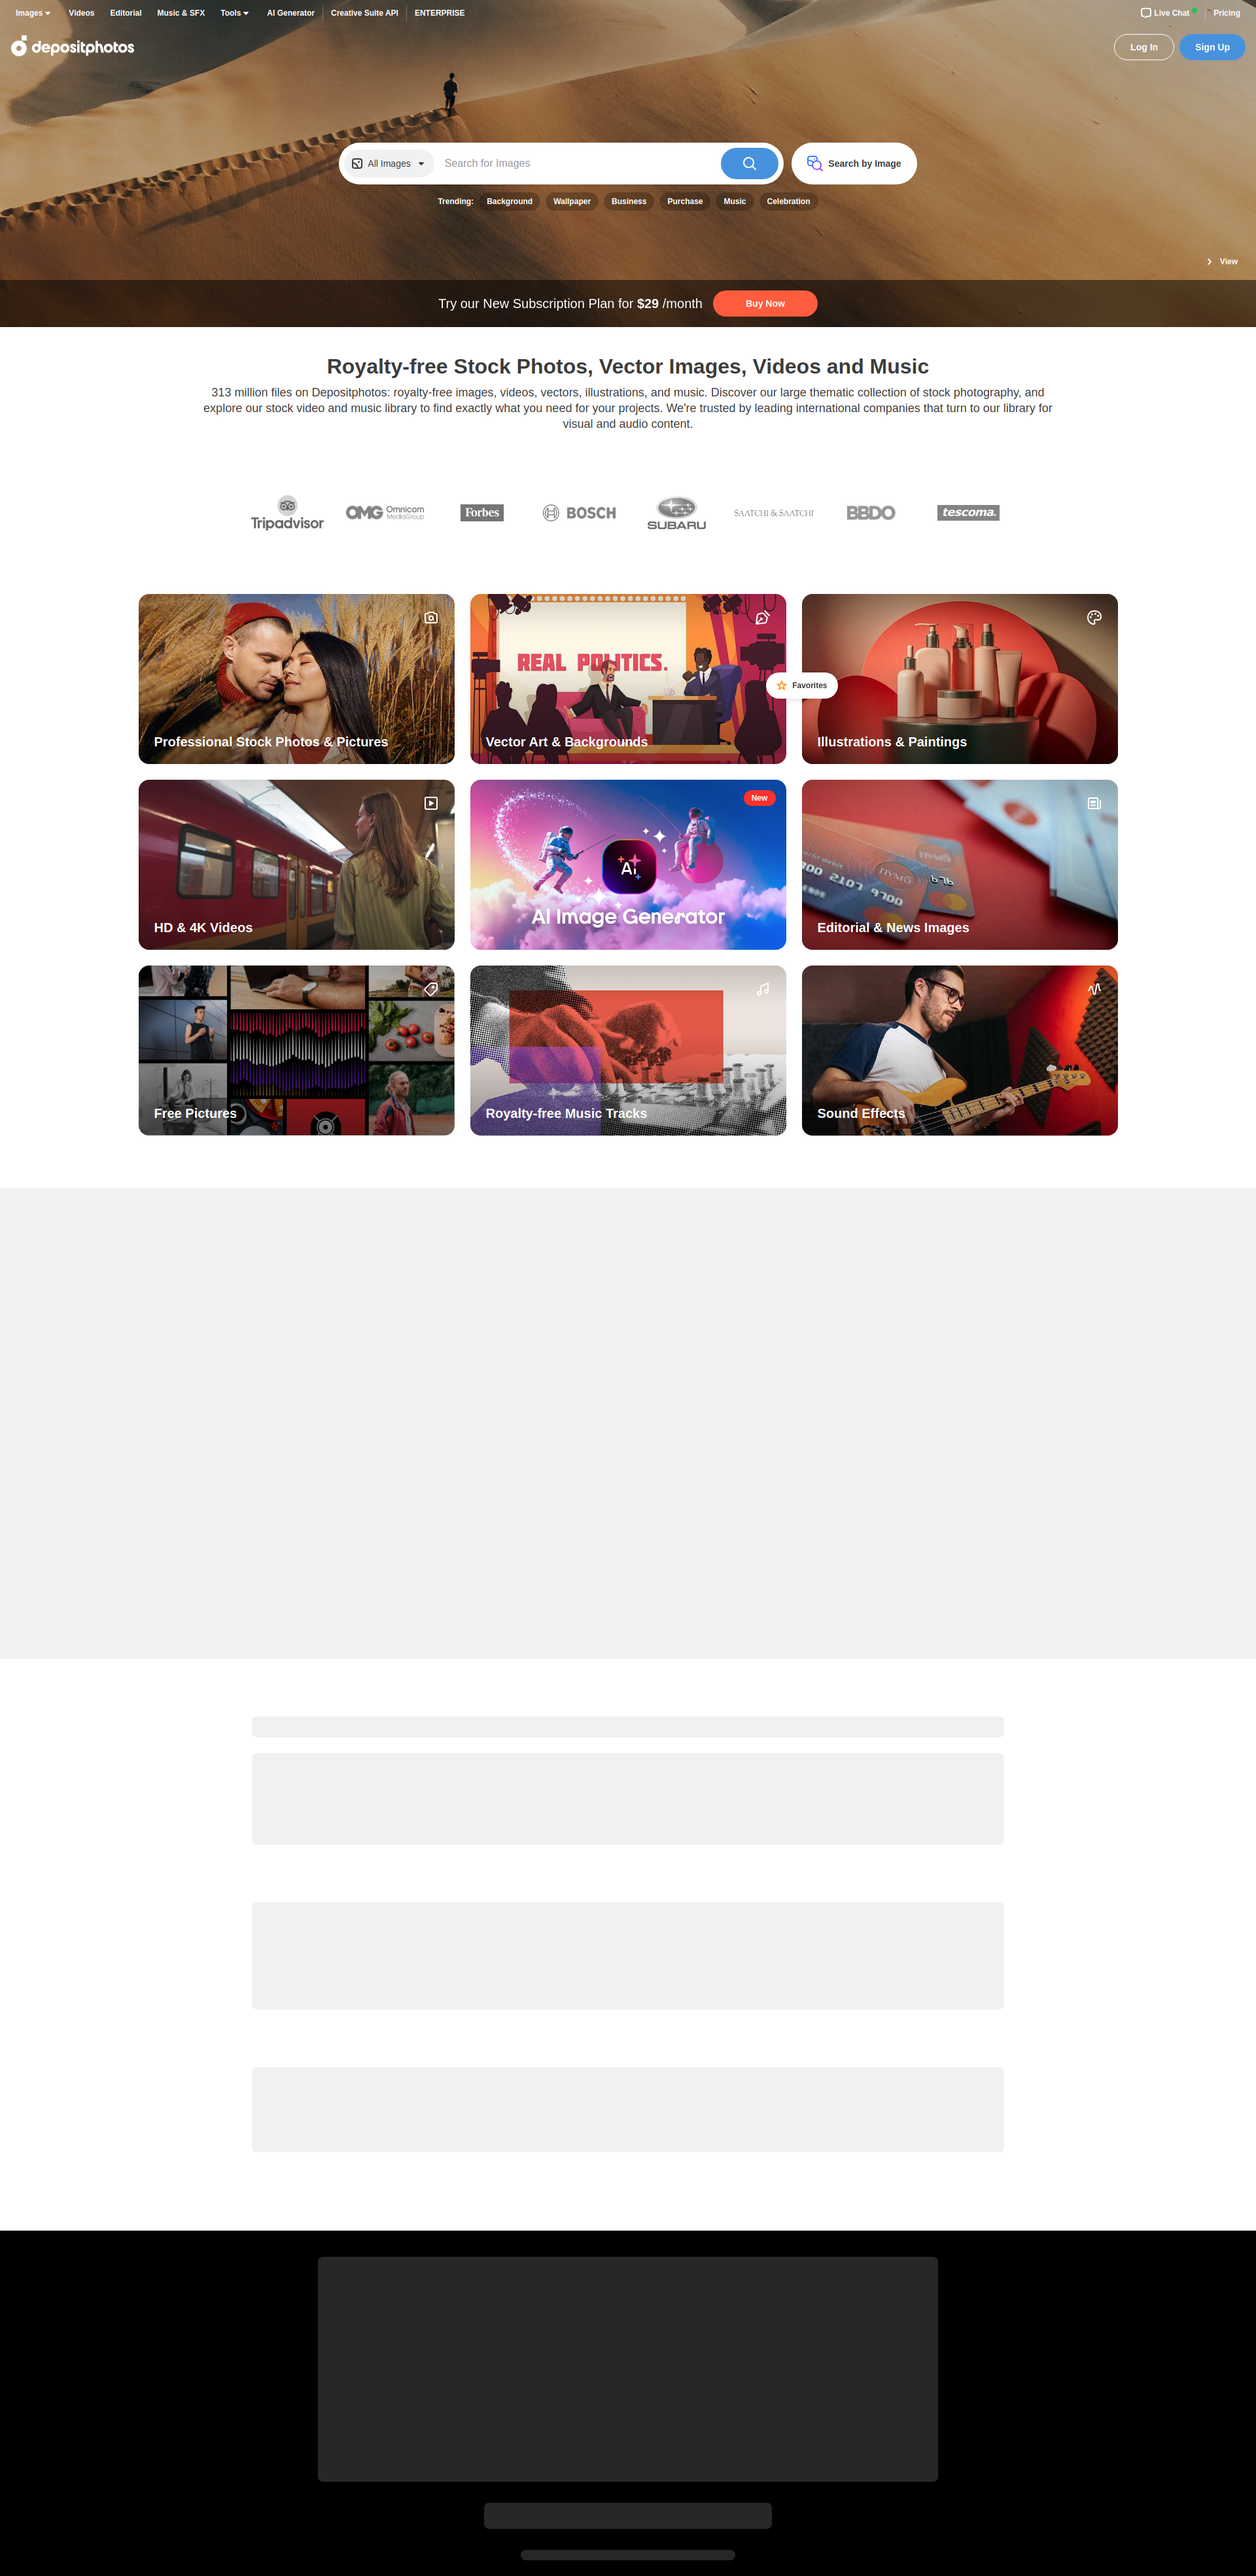 Images Videos Editorial Music & SFX Tools AI Generator Creative Suite API ENTERPRISE Live Chat Pricing
depositphotos Log In Sign Up
All Images Search for Images Search by Image
Trending: Background Wallpaper Business Purchase Music Celebration
View
Try our New Subscription Plan for $29 /month Buy Now
Royalty-free Stock Photos, Vector Images, Videos and Music
313 million files on Depositphotos: royalty-free images, videos, vectors, illustrations, and music. Discover our large thematic collection of stock photography, and
explore our stock video and music library to find exactly what you need for your projects. We're trusted by leading international companies that turn to our library for
visual and audio content.
Tripadvisor OMG Omnicom MediaGroup Forbes BOSCH SUBARU SAATCHI & SAATCHI BBDO tescoma.
REAL POLITICS.
Favorites
Professional Stock Photos & Pictures Vector Art & Backgrounds Illustrations & Paintings
New
Ai
AI Image Generator
HD & 4K Videos Editorial & News Images
Free Pictures Royalty-free Music Tracks Sound Effects